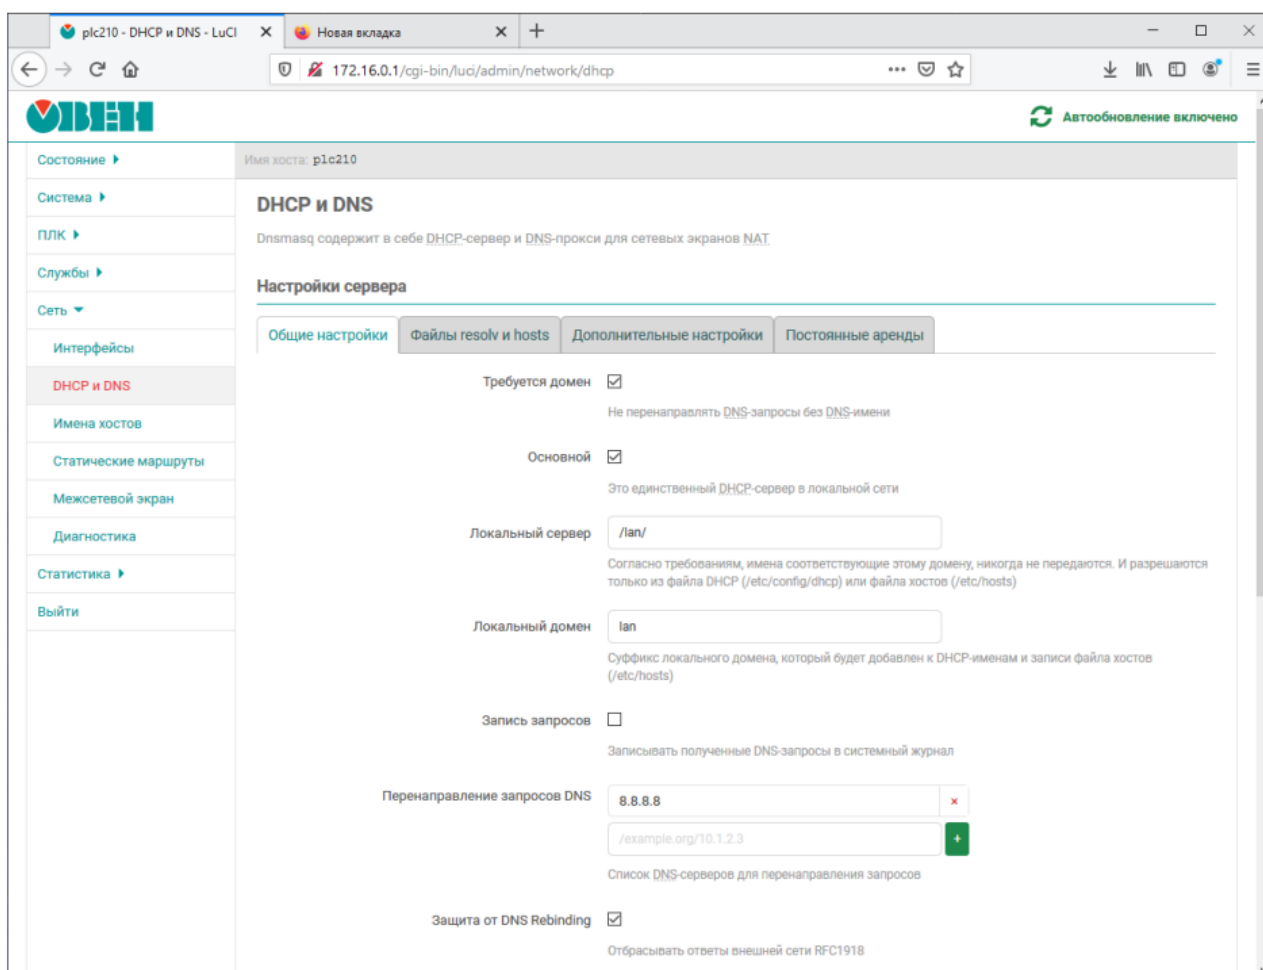 plc210 - DHCP и DNS - LuCI
Новая вкладка
172.16.0.1/cgi-bin/luci/admin/network/dhcp
ОВЕН
Автообновление включено
Состояние
Система
ПЛК
Службы
Сеть
Интерфейсы
DHCP и DNS
Имена хостов
Статические маршруты
Межсетевой экран
Диагностика
Статистика
Выйти
Имя хоста: plc210
DHCP и DNS
Dnsmasq содержит в себе DHCP-сервер и DNS-прокси для сетевых экранов NAT
Настройки сервера
Общие настройки
Файлы resolv и hosts
Дополнительные настройки
Постоянные аренды
Требуется домен
Не перенаправлять DNS-запросы без DNS-имени
Основной
Это единственный DHCP-сервер в локальной сети
Локальный сервер
/lan/
Согласно требованиям, имена соответствующие этому домену, никогда не передаются. И разрешаются
только из файла DHCP (/etc/config/dhcp) или файла хостов (/etc/hosts)
Локальный домен
lan
Суффикс локального домена, который будет добавлен к DHCP-именам и записи файла хостов
(/etc/hosts)
Запись запросов
Записывать полученные DNS-запросы в системный журнал
Перенаправление запросов DNS
8.8.8.8
/example.org/10.1.2.3
Список DNS-серверов для перенаправления запросов
Защита от DNS Rebinding
Отбрасывать ответы внешней сети RFC1918